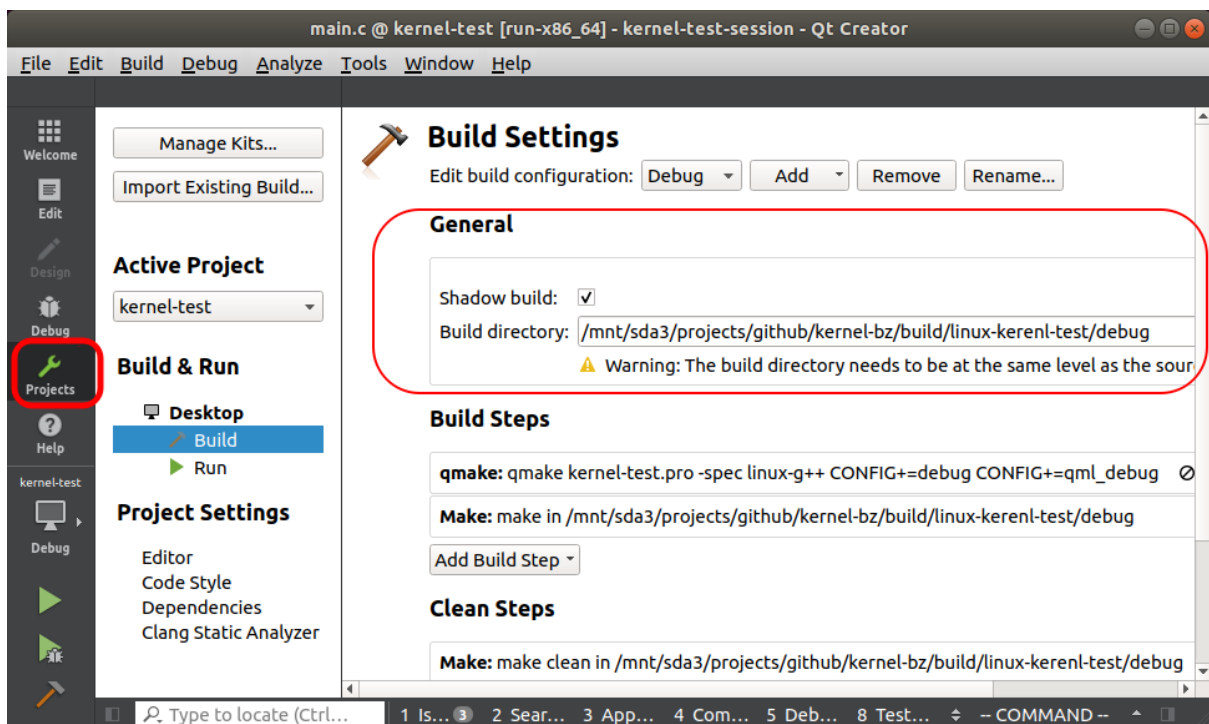 main.c @ kernel-test [run-x86_64] - kernel-test-session - Qt Creator
File Edit Build Debug Analyze Tools Window Help
Welcome
Edit
Design
Debug
Projects
Help
kernel-test
Debug
Manage Kits...
Import Existing Build...
Active Project
kernel-test
Build & Run
Desktop
Build
Run
Project Settings
Editor
Code Style
Dependencies
Clang Static Analyzer
Build Settings
Edit build configuration: Debug Add Remove Rename...
General
Shadow build:
Build directory: /mnt/sda3/projects/github/kernel-bz/build/linux-kerenl-test/debug
Warning: The build directory needs to be at the same level as the sour
Build Steps
qmake: qmake kernel-test.pro -spec linux-g++ CONFIG+=debug CONFIG+=qml_debug
Make: make in /mnt/sda3/projects/github/kernel-bz/build/linux-kerenl-test/debug
Add Build Step
Clean Steps
Make: make clean in /mnt/sda3/projects/github/kernel-bz/build/linux-kerenl-test/debug
Type to locate (Ctrl... 1 Is... 3 2 Sear... 3 App... 4 Com... 5 Deb... 8 Test... -- COMMAND --